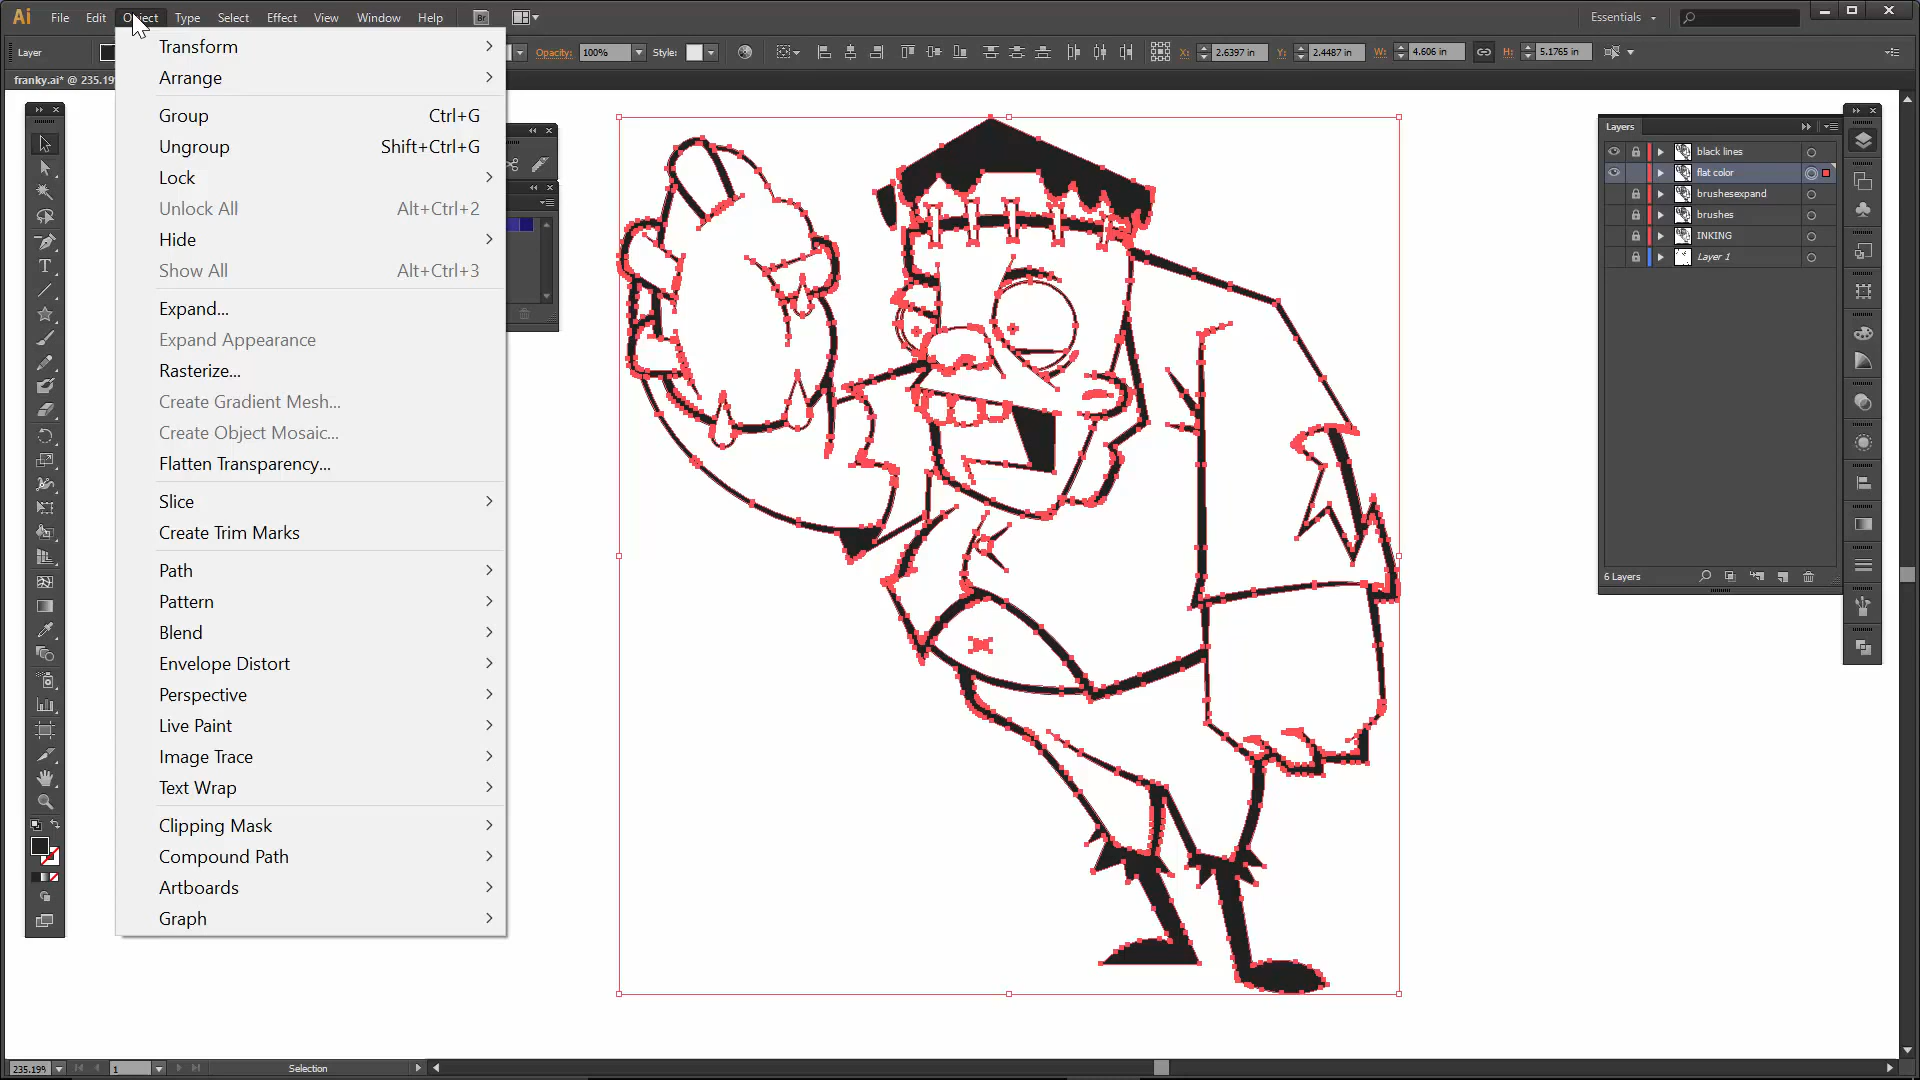 Ai File Edit Object Type Select Effect View Window Help Br Essentials
Layer Opacity: 100% Style: X: 2.6397 in Y: 2.4487 in W: 4.606 in H: 5.1765 in
franky.ai* @ 235.19
Transform
Arrange
Group Ctrl+G
Ungroup Shift+Ctrl+G
Lock
Unlock All Alt+Ctrl+2
Hide
Show All Alt+Ctrl+3
Expand...
Expand Appearance
Rasterize...
Create Gradient Mesh...
Create Object Mosaic...
Flatten Transparency...
Slice
Create Trim Marks
Path
Pattern
Blend
Envelope Distort
Perspective
Live Paint
Image Trace
Text Wrap
Clipping Mask
Compound Path
Artboards
Graph
Layers
black lines
flat color
brushesexpand
brushes
INKING
Layer 1
6 Layers
235.19% 1 Selection